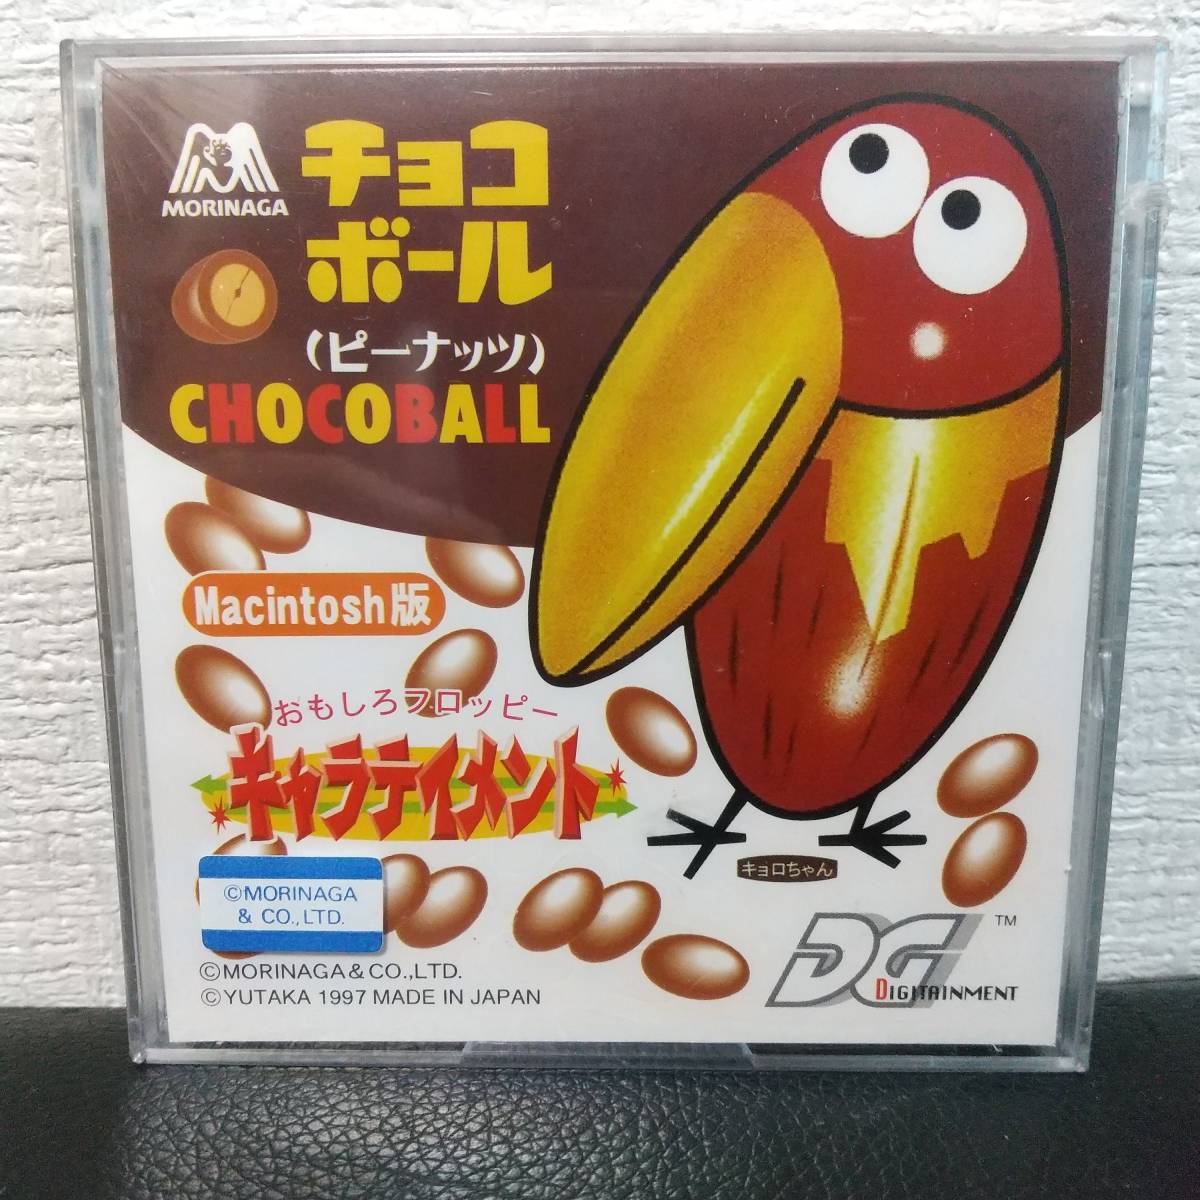 MORINAGA
チョコ
ボール
(ピーナッツ)
CHOCOBALL
Macintosh版
おもしろフロッピー
キャラテイメント
キョロちゃん
©MORINAGA
& CO., LTD.
©MORINAGA & CO., LTD.
©YUTAKA 1997 MADE IN JAPAN
DG TM
DIGITAINMENT